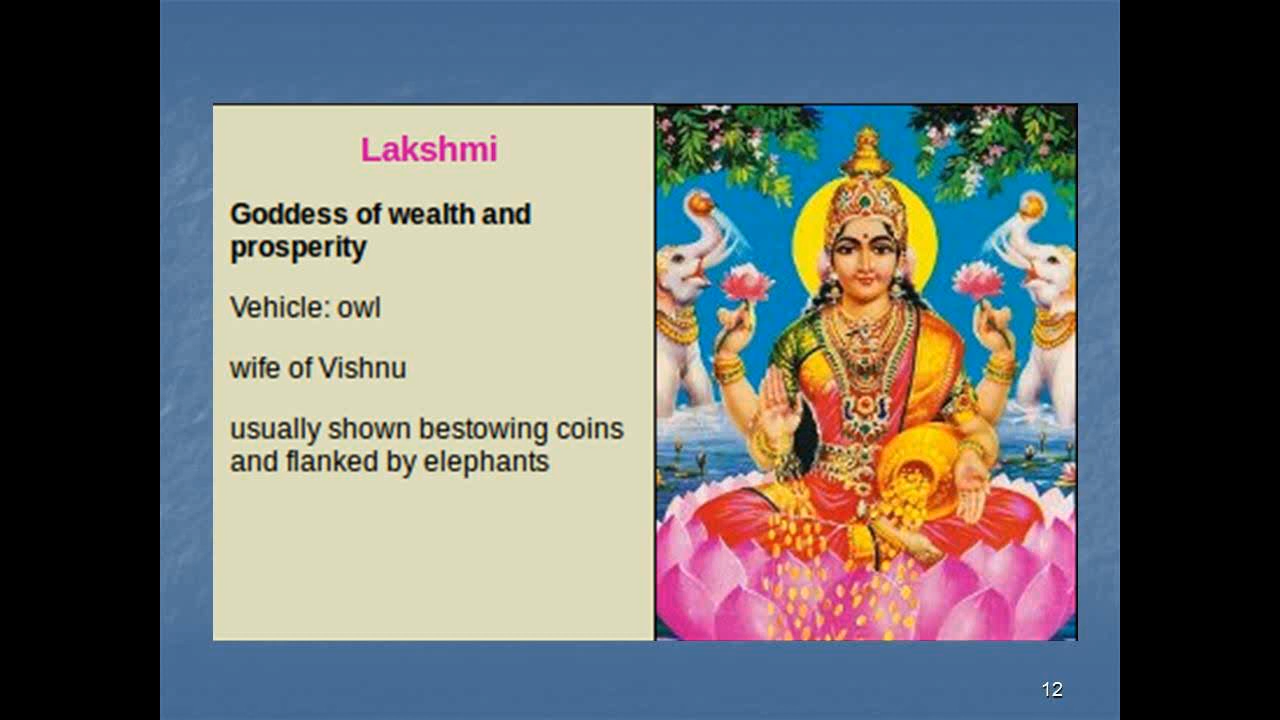 Lakshmi
Goddess of wealth and
prosperity
Vehicle: owl
wife of Vishnu
usually shown bestowing coins
and flanked by elephants
12